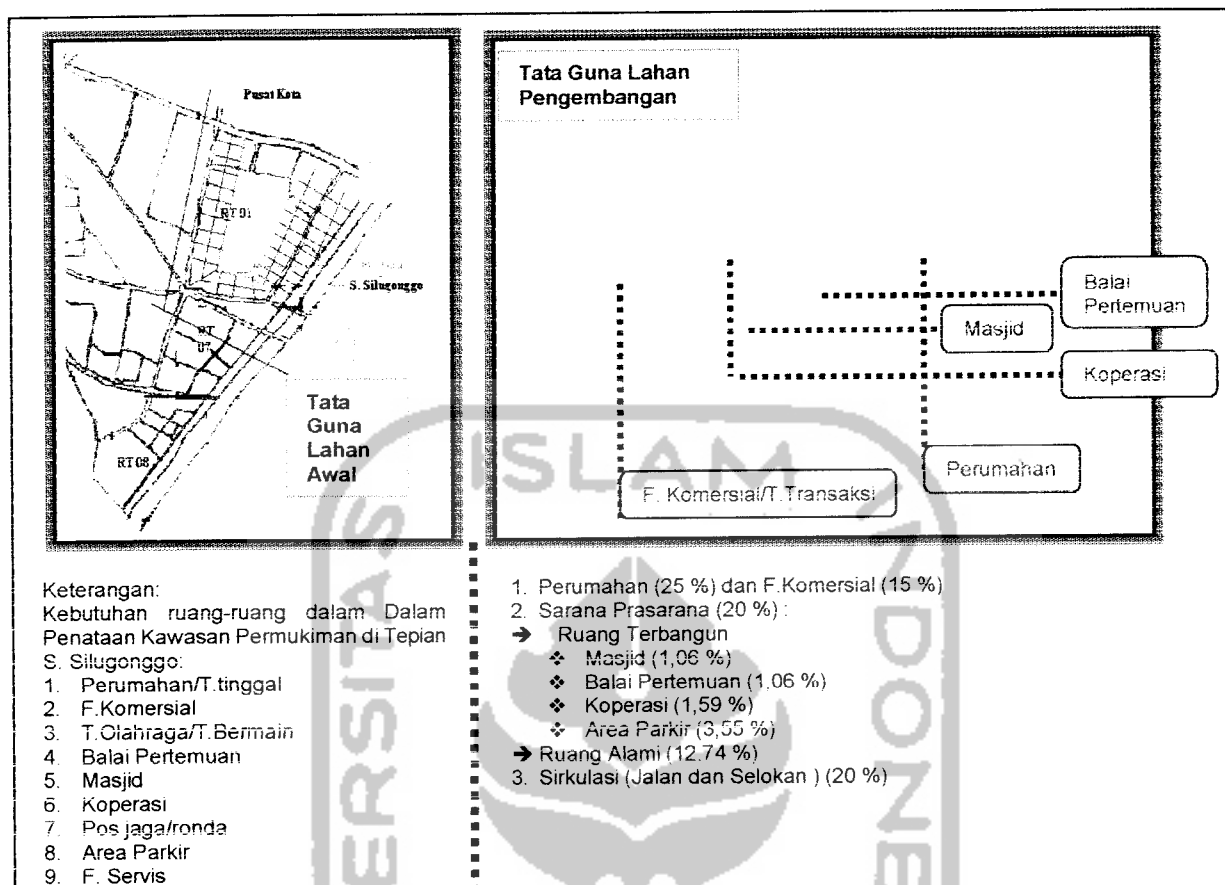 Pusat Kota
RT 01
S. Silugonggo
RT
07
RT 08
Tata
Guna
Lahan
Awal
Tata Guna Lahan
Pengembangan
Balai
Pertemuan
Masjid
Koperasi
Perumahan
F. Komersial/T.Transaksi
Keterangan:
Kebutuhan ruang-ruang dalam Dalam
Penataan Kawasan Permukiman di Tepian
S. Silugonggo:
1. Perumahan/T.tinggal
2. F.Komersial
3. T.Olahraga/T.Bermain
4. Balai Pertemuan
5. Masjid
6. Koperasi
7. Pos jaga/ronda
8. Area Parkir
9. F. Servis
1. Perumahan (25 %) dan F.Komersial (15 %)
2. Sarana Prasarana (20 %) :
➔ Ruang Terbangun
❖ Masjid (1,06 %)
❖ Balai Pertemuan (1,06 %)
❖ Koperasi (1,59 %)
❖ Area Parkir (3,55 %)
➔ Ruang Alami (12.74 %)
3. Sirkulasi (Jalan dan Selokan ) (20 %)
ISLAM
INDONE
ERSITAS